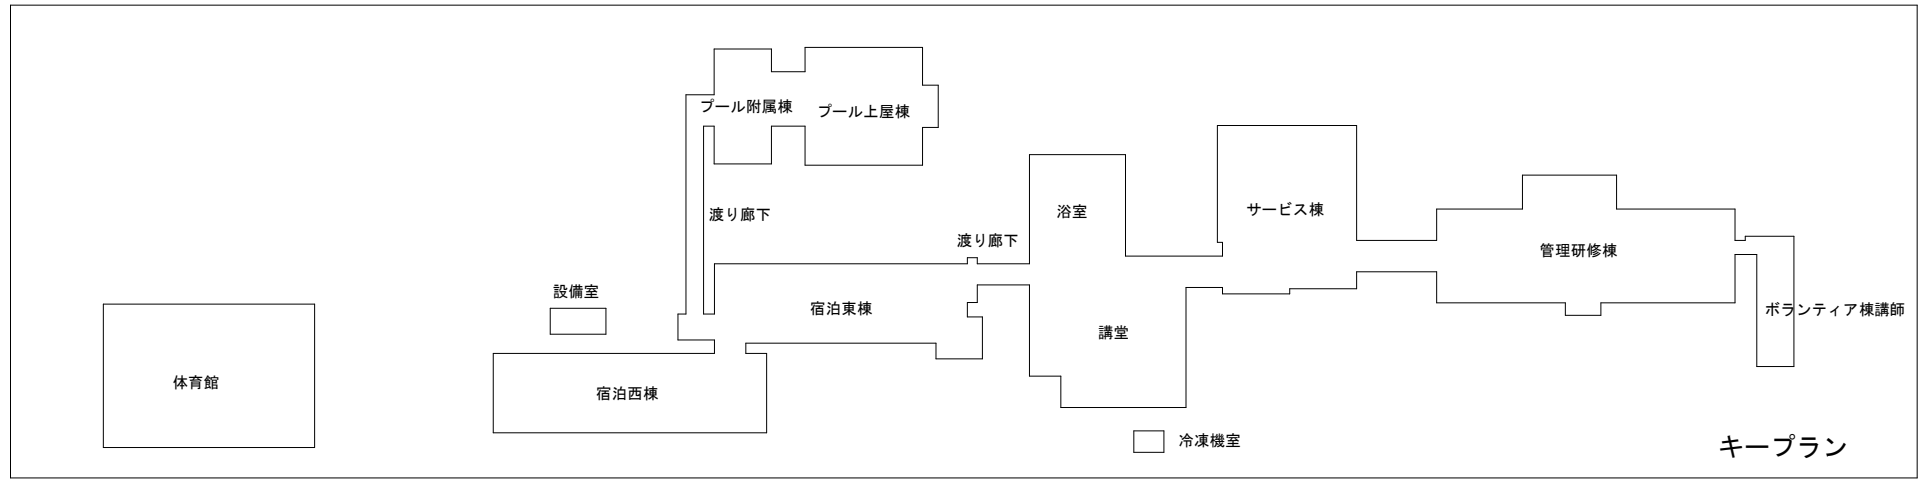 プール附属棟
プール上屋棟
渡り廊下
浴室
サービス棟
渡り廊下
管理研修棟
設備室
宿泊東棟
ボランティア棟講師
講堂
体育館
宿泊西棟
冷凍機室
キープラン